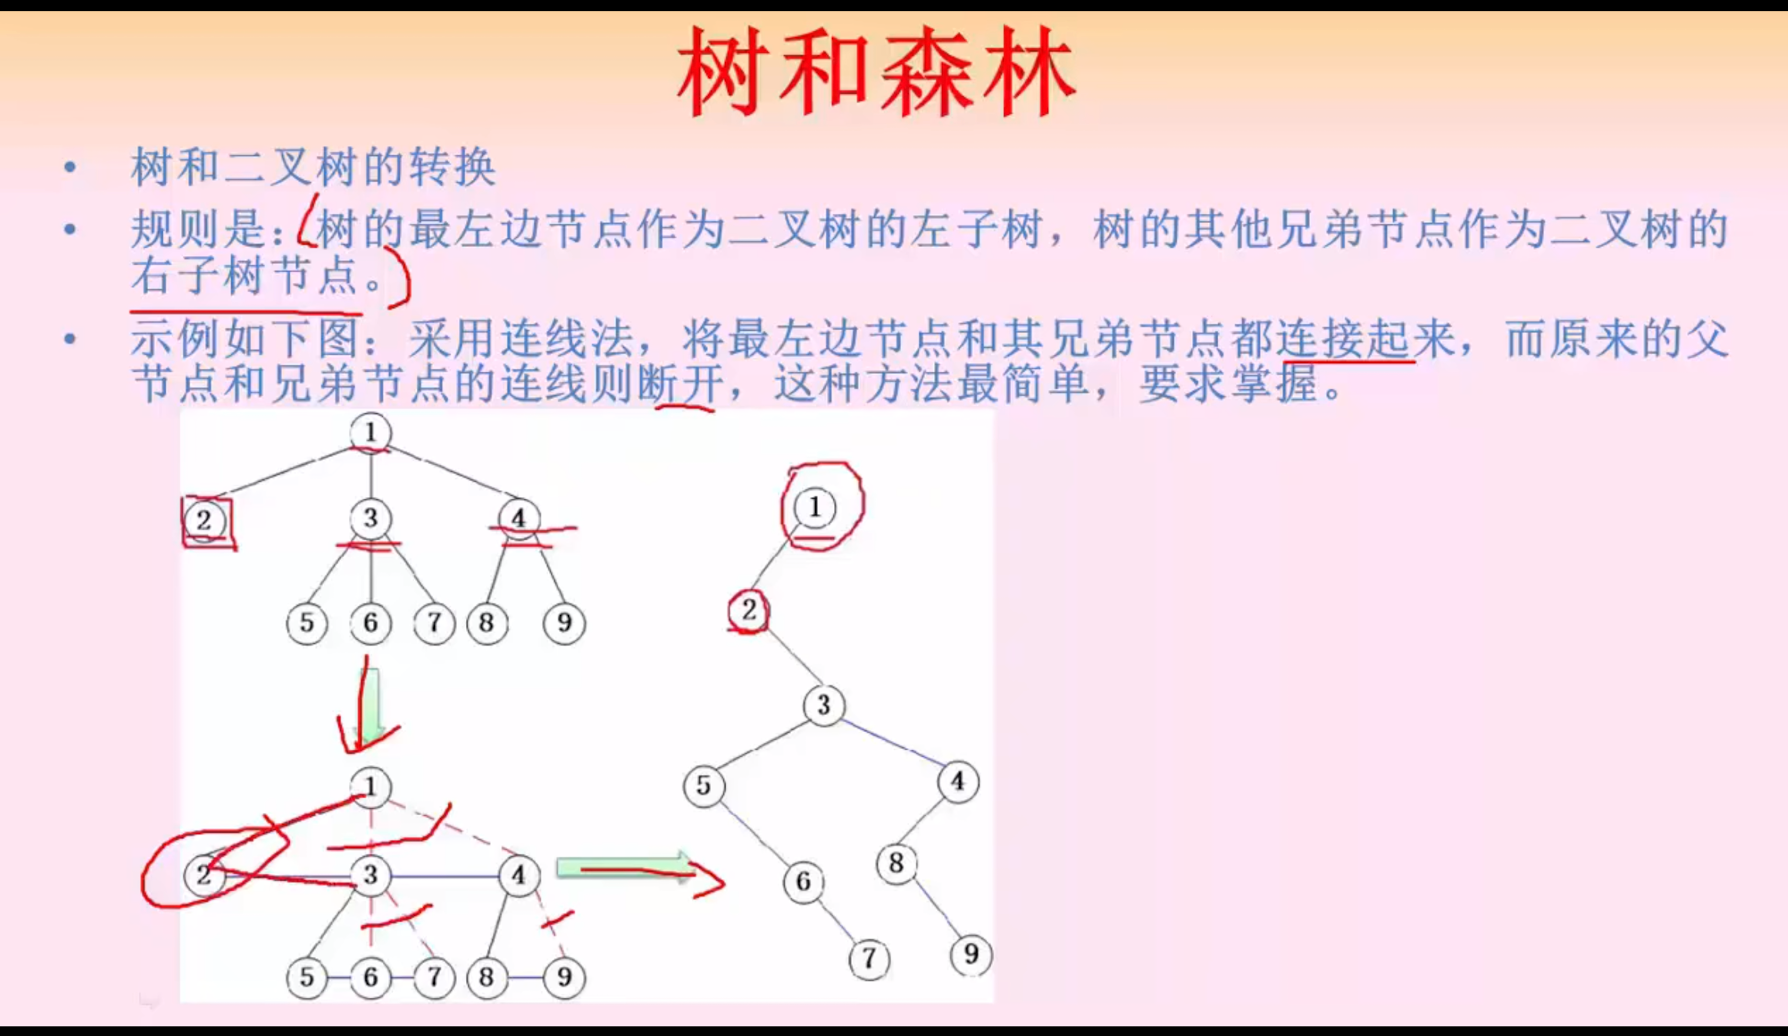 树和森林
• 树和二叉树的转换
• 规则是：树的最左边节点作为二叉树的左子树，树的其他兄弟节点作为二叉树的
右子树节点。
• 示例如下图：采用连线法，将最左边节点和其兄弟节点都连接起来，而原来的父
节点和兄弟节点的连线则断开，这种方法最简单，要求掌握。
1
2 3 4
5 6 7 8 9
1
2 3 4
5 6 7 8 9
1
2
3
5 4
6 8
7 9